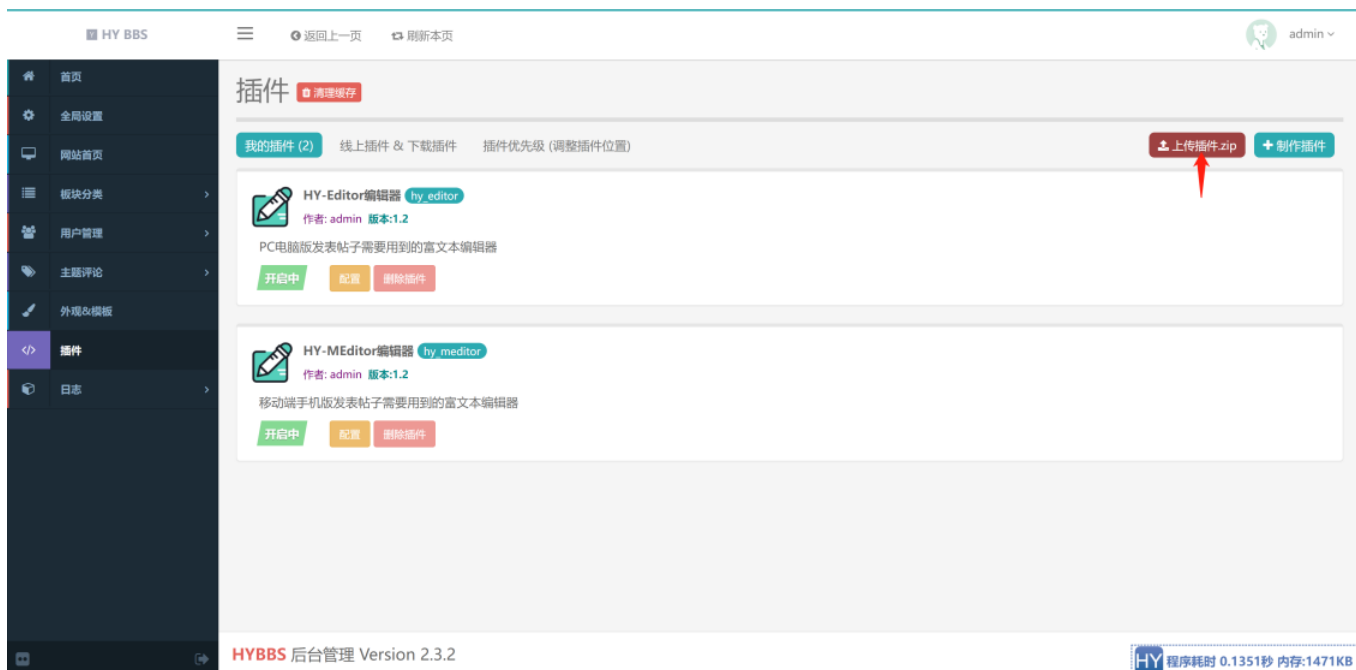 HY BBS
返回上一页 刷新本页
admin
首页
全局设置
网站首页
板块分类
用户管理
主题评论
外观&模板
插件
日志
插件 清理缓存
我的插件 (2) 线上插件 & 下载插件 插件优先级 (调整插件位置)
上传插件.zip 制作插件
HY-Editor编辑器 hy_editor
作者: admin 版本:1.2
PC电脑版发表帖子需要用到的富文本编辑器
开启中 配置 删除插件
HY-MEditor编辑器 hy_meditor
作者: admin 版本:1.2
移动端手机版发表帖子需要用到的富文本编辑器
开启中 配置 删除插件
HYBBS 后台管理 Version 2.3.2
HY 程序耗时 0.1351秒 内存:1471KB